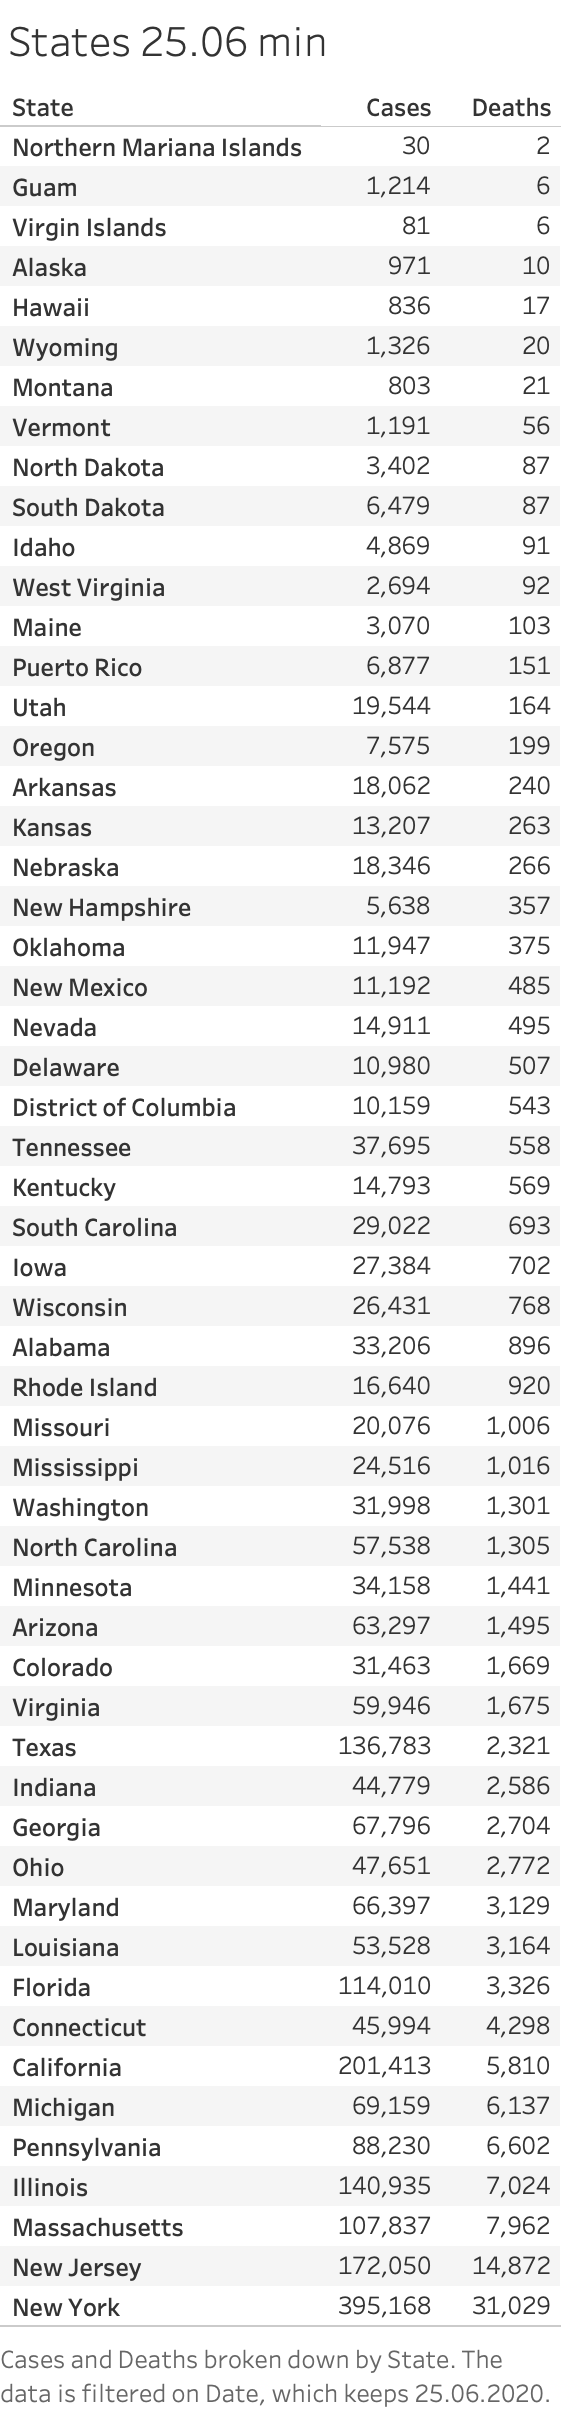 States 25.06 min
State Cases Deaths
Northern Mariana Islands 30 2
Guam 1,214 6
Virgin Islands 81 6
Alaska 971 10
Hawaii 836 17
Wyoming 1,326 20
Montana 803 21
Vermont 1,191 56
North Dakota 3,402 87
South Dakota 6,479 87
Idaho 4,869 91
West Virginia 2,694 92
Maine 3,070 103
Puerto Rico 6,877 151
Utah 19,544 164
Oregon 7,575 199
Arkansas 18,062 240
Kansas 13,207 263
Nebraska 18,346 266
New Hampshire 5,638 357
Oklahoma 11,947 375
New Mexico 11,192 485
Nevada 14,911 495
Delaware 10,980 507
District of Columbia 10,159 543
Tennessee 37,695 558
Kentucky 14,793 569
South Carolina 29,022 693
Iowa 27,384 702
Wisconsin 26,431 768
Alabama 33,206 896
Rhode Island 16,640 920
Missouri 20,076 1,006
Mississippi 24,516 1,016
Washington 31,998 1,301
North Carolina 57,538 1,305
Minnesota 34,158 1,441
Arizona 63,297 1,495
Colorado 31,463 1,669
Virginia 59,946 1,675
Texas 136,783 2,321
Indiana 44,779 2,586
Georgia 67,796 2,704
Ohio 47,651 2,772
Maryland 66,397 3,129
Louisiana 53,528 3,164
Florida 114,010 3,326
Connecticut 45,994 4,298
California 201,413 5,810
Michigan 69,159 6,137
Pennsylvania 88,230 6,602
Illinois 140,935 7,024
Massachusetts 107,837 7,962
New Jersey 172,050 14,872
New York 395,168 31,029
Cases and Deaths broken down by State. The
data is filtered on Date, which keeps 25.06.2020.